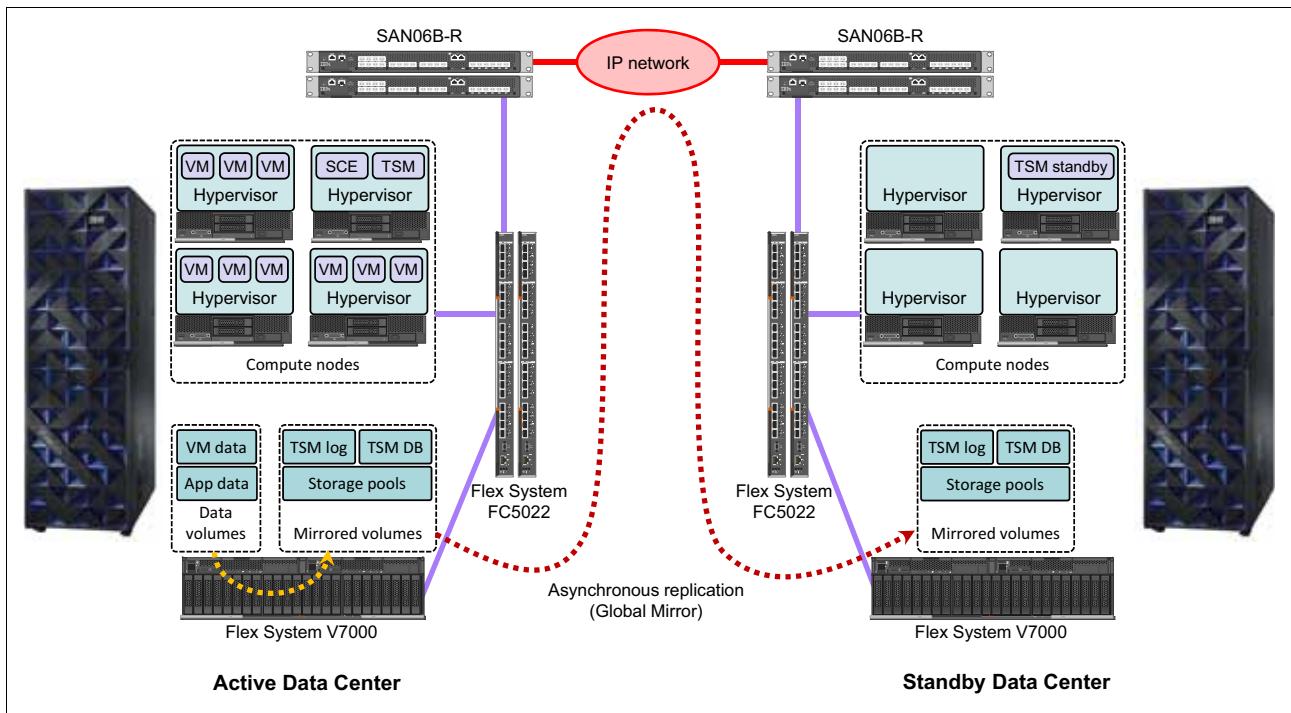 SAN06B-R
SAN06B-R
IP network
VM VM VM
Hypervisor
SCE TSM
Hypervisor
VM VM VM
Hypervisor
VM VM VM
Hypervisor
Compute nodes
Hypervisor
TSM standby
Hypervisor
Hypervisor
Hypervisor
Compute nodes
VM data
App data
Data
volumes
TSM log TSM DB
Storage pools
Mirrored volumes
Flex System
FC5022
Flex System
FC5022
TSM log TSM DB
Storage pools
Mirrored volumes
Asynchronous replication
(Global Mirror)
Flex System V7000
Flex System V7000
Active Data Center
Standby Data Center